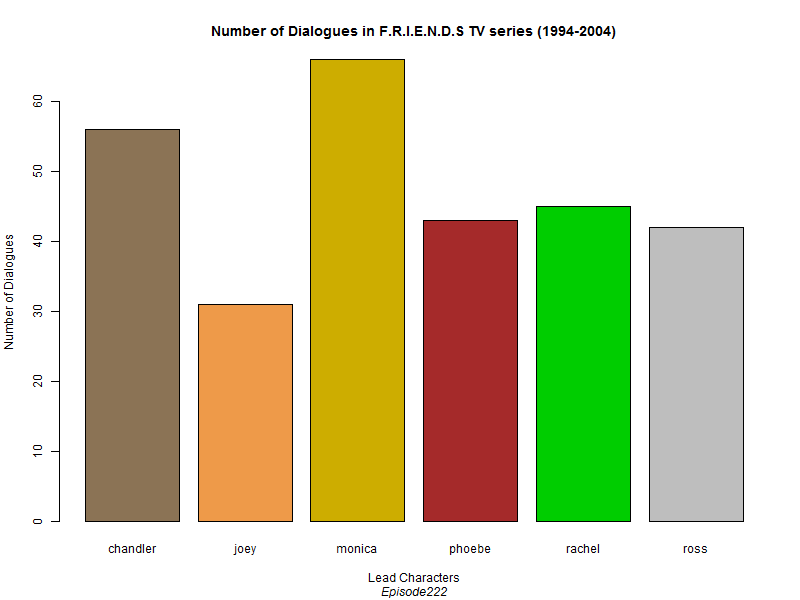 Number of Dialogues in F.R.I.E.N.D.S TV series (1994-2004)
Number of Dialogues
60
50
40
30
20
10
0
chandler joey monica phoebe rachel ross
Lead Characters
Episode222